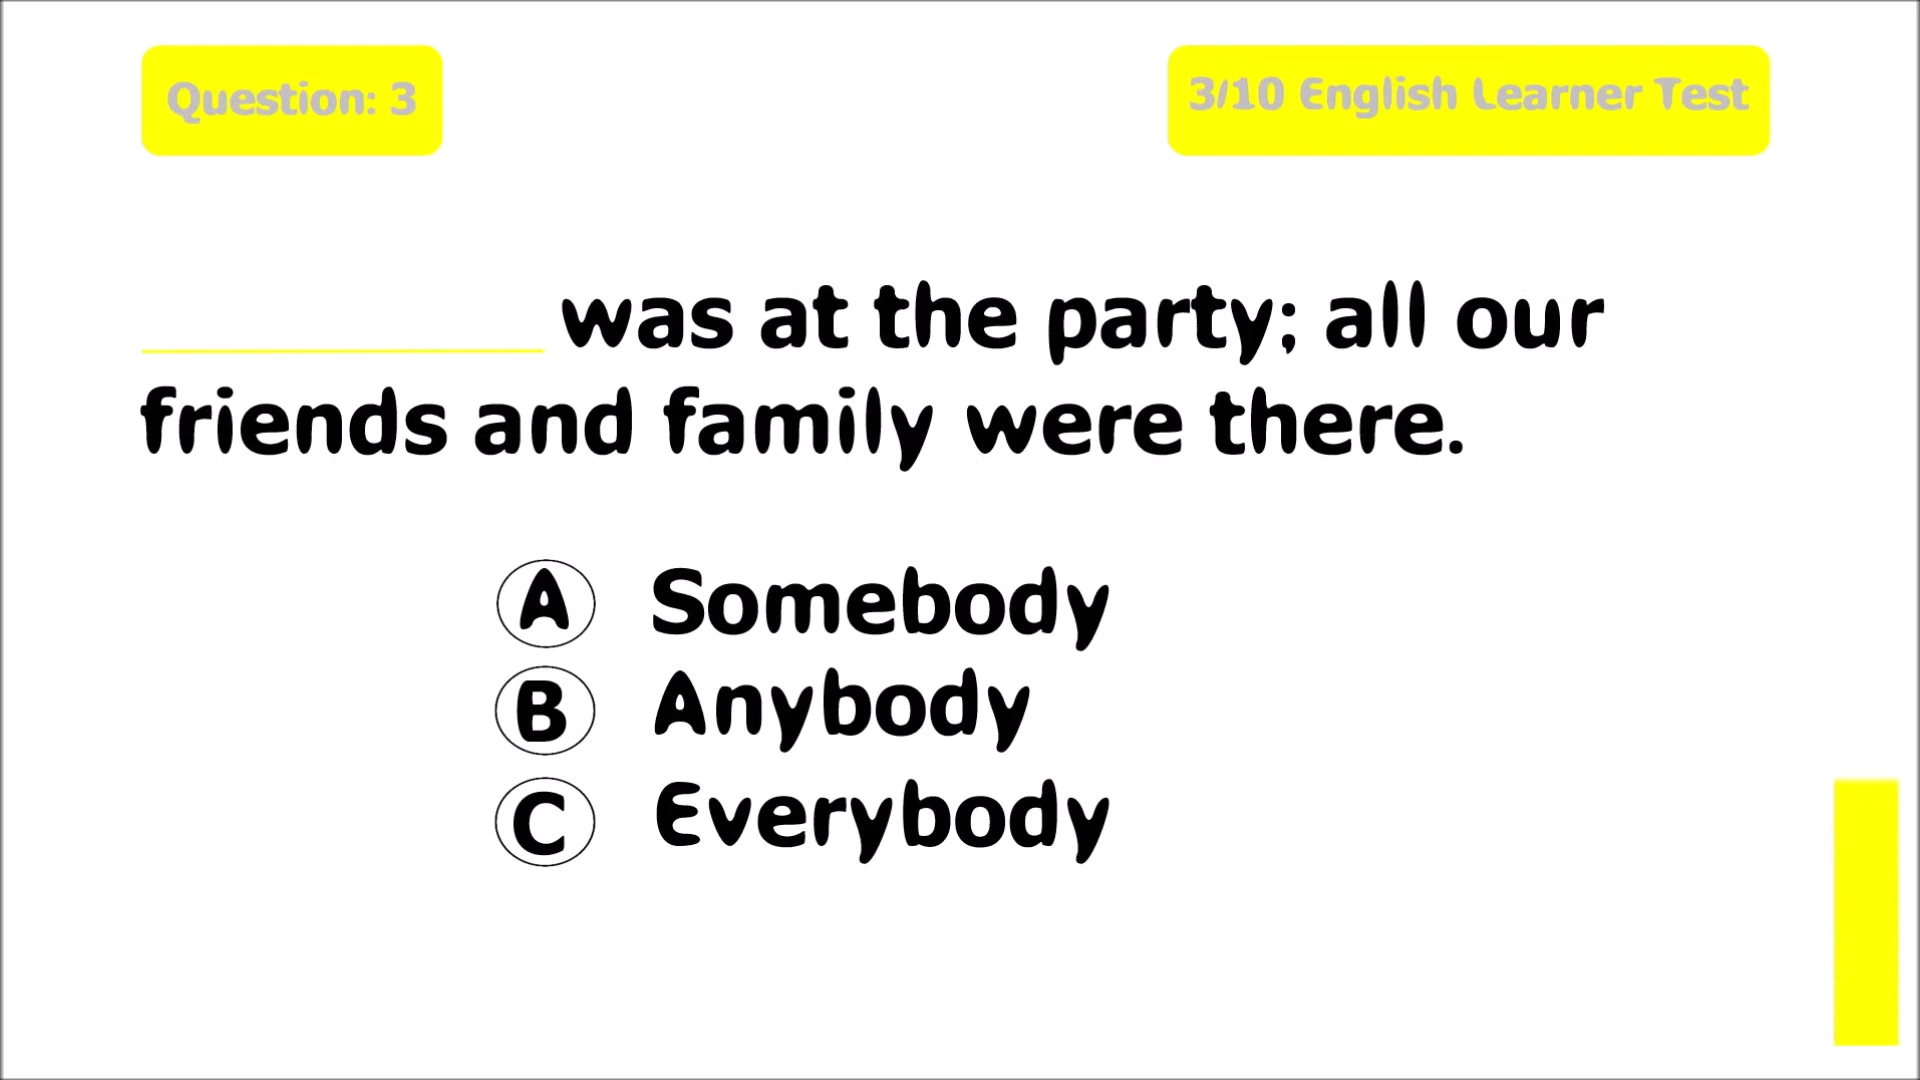 Question: 3
3/10 English Learner Test
__________ was at the party; all our
friends and family were there.
A Somebody
B Anybody
C Everybody